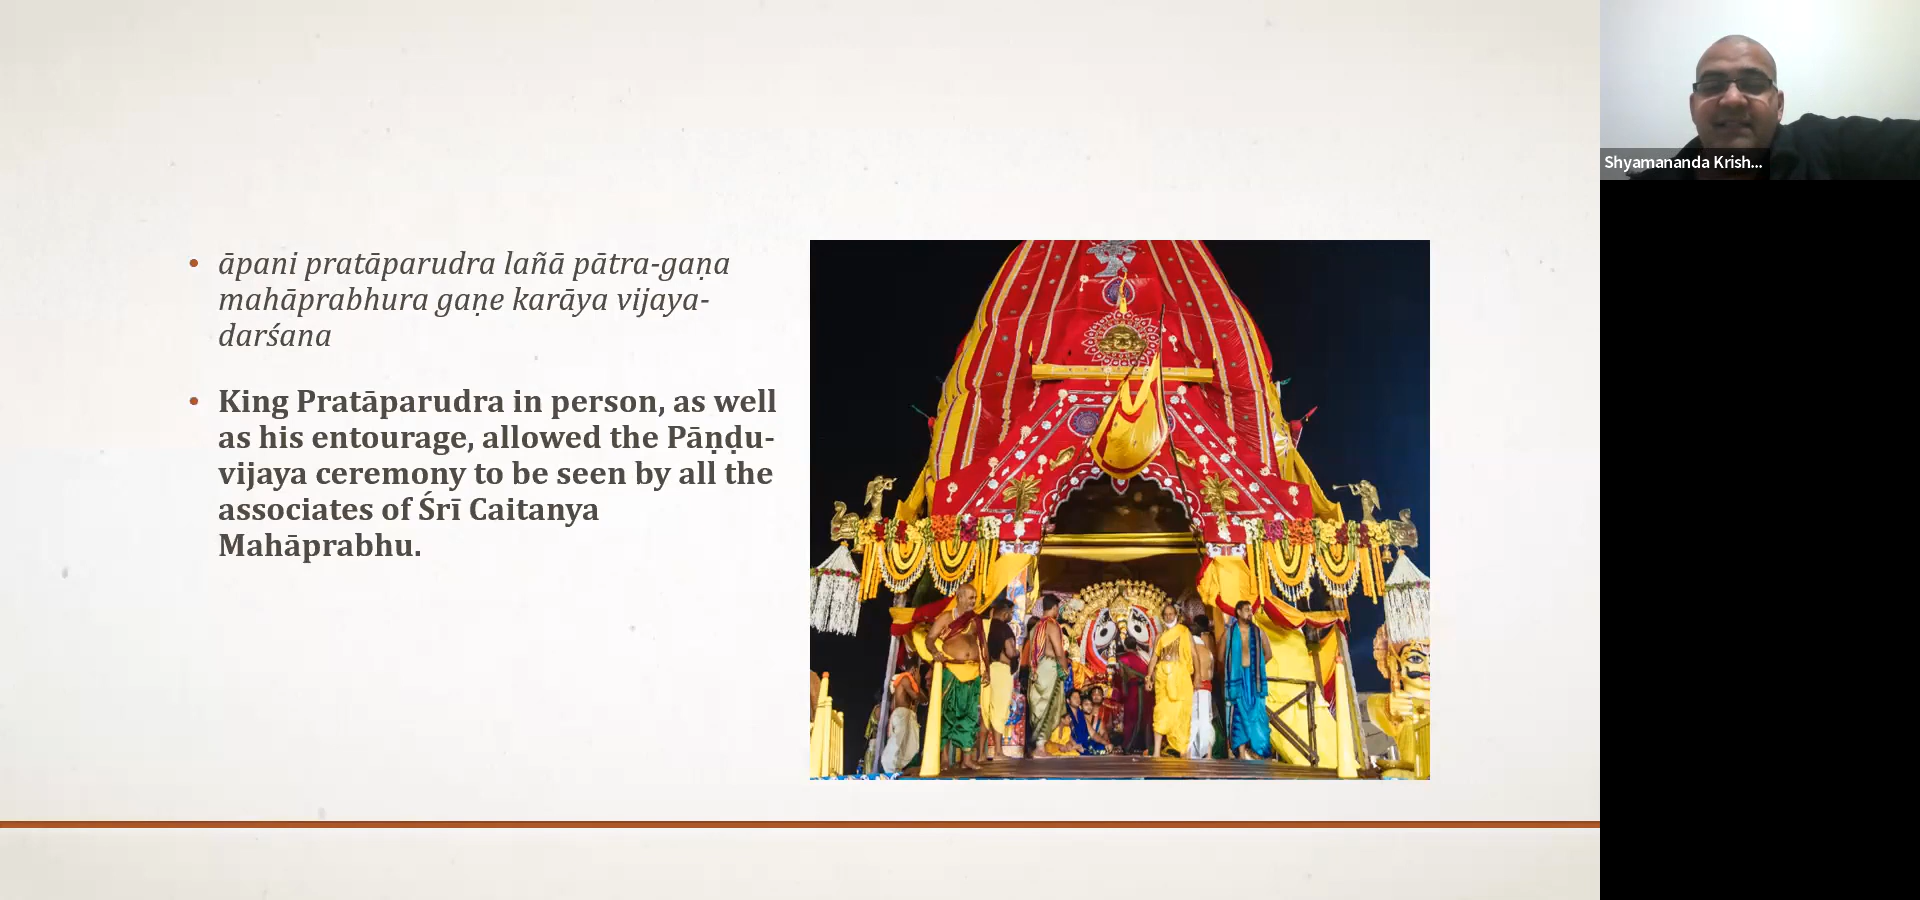 āpani pratāparudra lañā pātra-gaṇa
mahāprabhura gaṇe karāya vijaya-
darśana
King Pratāparudra in person, as well
as his entourage, allowed the Pāṇḍu-
vijaya ceremony to be seen by all the
associates of Śrī Caitanya
Mahāprabhu.
Shyamananda Krish...